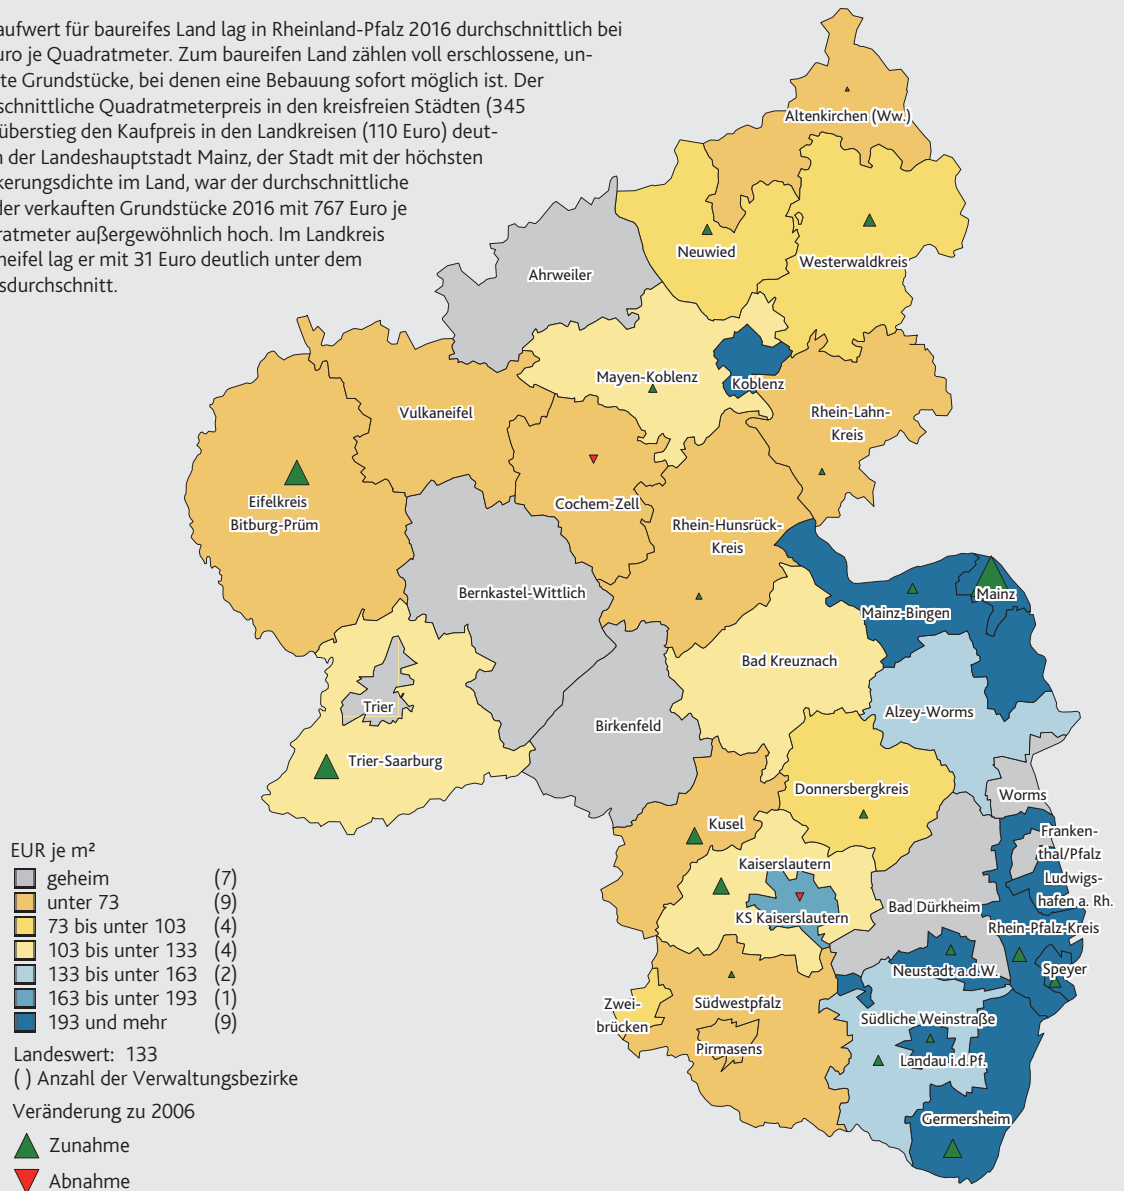 aufwert für baureifes Land lag in Rheinland-Pfalz 2016 durchschnittlich bei
uro je Quadratmeter. Zum baureifen Land zählen voll erschlossene, un-
te Grundstücke, bei denen eine Bebauung sofort möglich ist. Der
schnittliche Quadratmeterpreis in den kreisfreien Städten (345
überstieg den Kaufpreis in den Landkreisen (110 Euro) deut-
n der Landeshauptstadt Mainz, der Stadt mit der höchsten
kerungsdichte im Land, war der durchschnittliche
der verkauften Grundstücke 2016 mit 767 Euro je
ratmeter außergewöhnlich hoch. Im Landkreis
neifel lag er mit 31 Euro deutlich unter dem
sdurchschnitt.
Altenkirchen (Ww.)
Neuwied
Westerwaldkreis
Ahrweiler
Mayen-Koblenz
Koblenz
Vulkaneifel
Rhein-Lahn-
Kreis
Eifelkreis
Bitburg-Prüm
Cochem-Zell
Rhein-Hunsrück-
Kreis
Bernkastel-Wittlich
Mainz
Mainz-Bingen
Bad Kreuznach
Trier
Alzey-Worms
Birkenfeld
Trier-Saarburg
Donnersbergkreis
Worms
Kusel
Franken-
thal/Pfalz
Kaiserslautern
Ludwigs-
hafen a. Rh.
Bad Dürkheim
KS Kaiserslautern
Rhein-Pfalz-Kreis
Neustadt a.d.W.
Speyer
Zwei-
brücken
Südwestpfalz
Südliche Weinstraße
Pirmasens
Landau i.d.Pf.
Germersheim
EUR je m²
geheim (7)
unter 73 (9)
73 bis unter 103 (4)
103 bis unter 133 (4)
133 bis unter 163 (2)
163 bis unter 193 (1)
193 und mehr (9)
Landeswert: 133
( ) Anzahl der Verwaltungsbezirke
Veränderung zu 2006
Zunahme
Abnahme